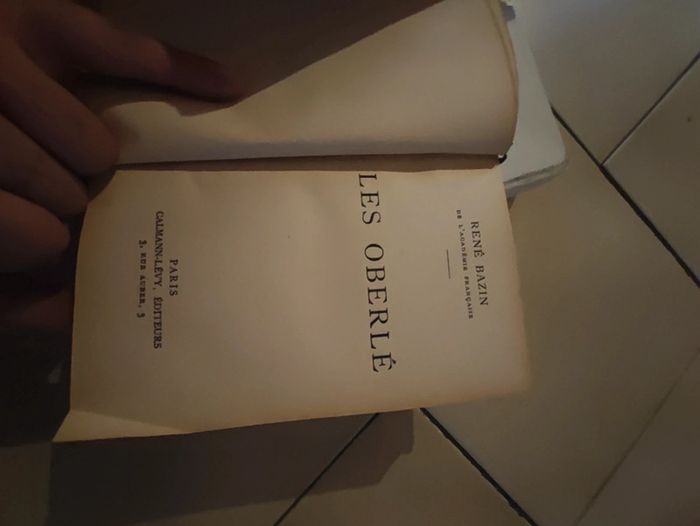 RENÉ BAZIN
DE L'ACADÉMIE FRANÇAISE
LES OBERLÉ
PARIS
CALMANN-LÉVY, ÉDITEURS
3, RUE AUBER, 3